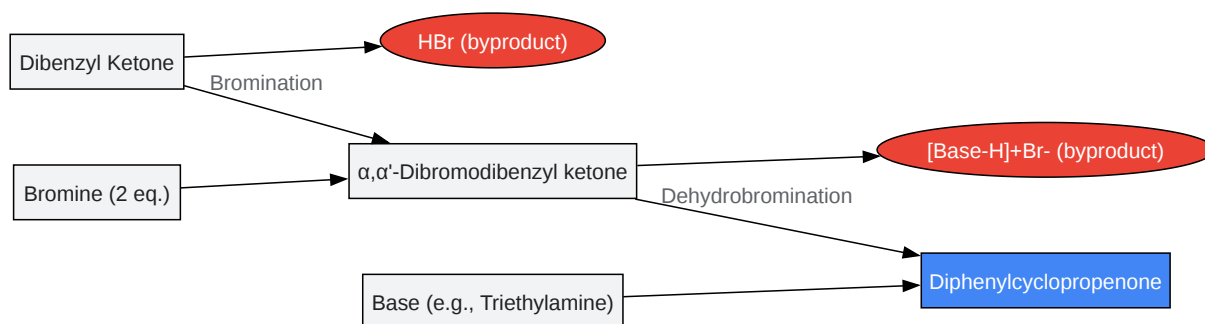 Dibenzyl Ketone
HBr (byproduct)
Bromination
Bromine (2 eq.)
α,α'-Dibromodibenzyl ketone
[Base-H]+Br- (byproduct)
Dehydrobromination
Base (e.g., Triethylamine)
Diphenylcyclopropenone